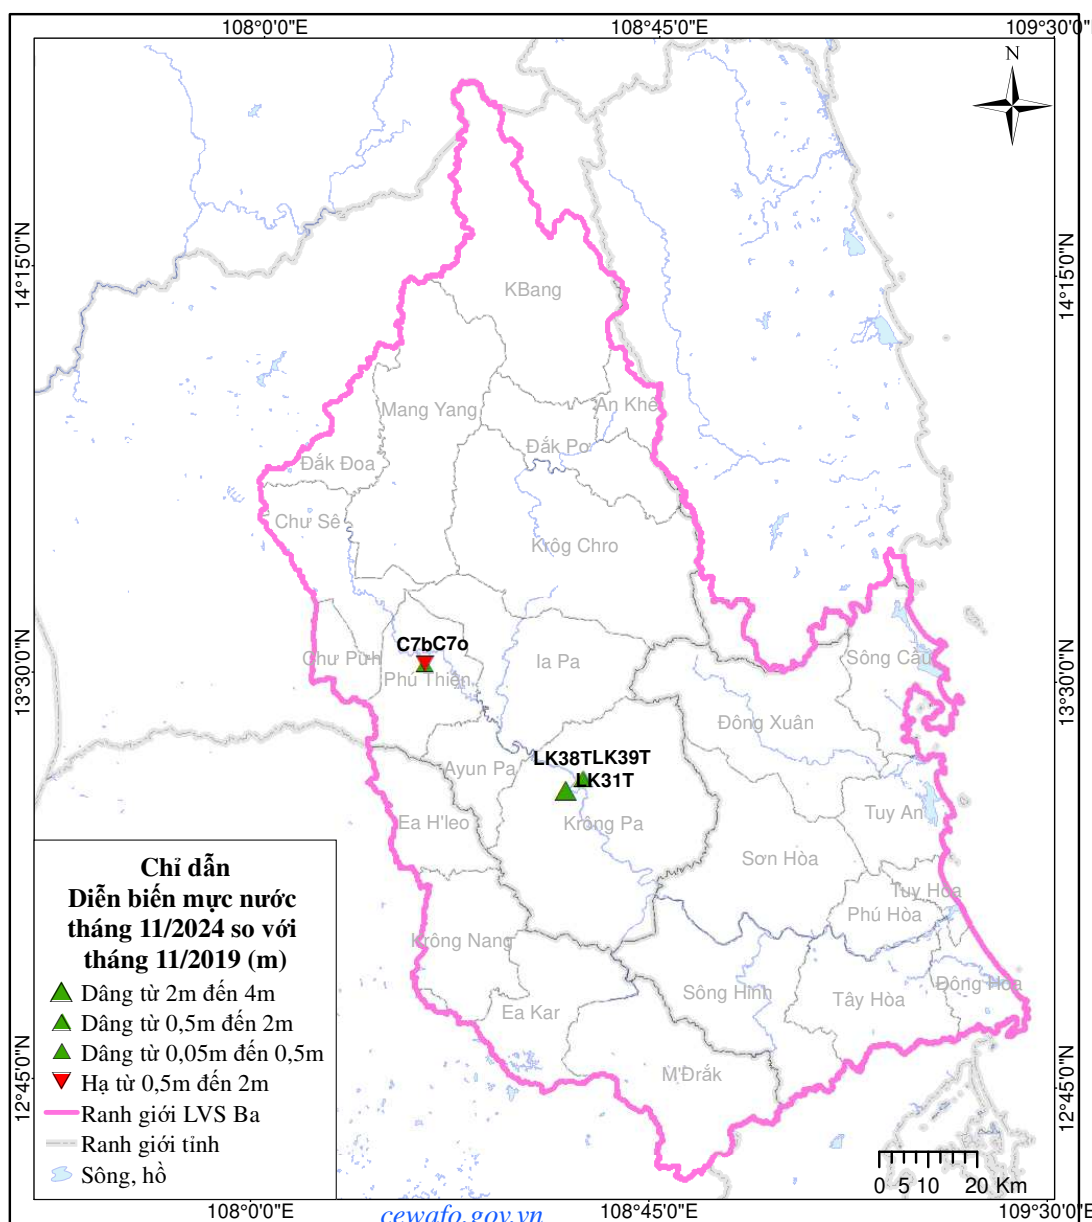 108°0'0"E
108°45'0"E
109°30'0"E
N
14°15'0"N
14°15'0"N
KBang
An Khê
Mang Yang
Đắk Pơ
Đắk Đoa
Chư Sê
Krông Chro
C7bC7o
Chư Pưh
Ia Pa
Sông Cầu
13°30'0"N
13°30'0"N
Phú Thiện
Đông Xuân
LK38TLK39T
Ayun Pa
LK31T
Ea H'leo
Krông Pa
Tuy An
Sơn Hòa
Tuy Hòa
Phú Hòa
Krông Nang
Sông Hinh
Đông Hòa
Tây Hòa
Ea Kar
M'Đrắk
Chỉ dẫn
Diễn biến mực nước
tháng 11/2024 so với
tháng 11/2019 (m)
Dâng từ 2m đến 4m
Dâng từ 0,5m đến 2m
Dâng từ 0,05m đến 0,5m
Hạ từ 0,5m đến 2m
Ranh giới LVS Ba
Ranh giới tỉnh
Sông, hồ
12°45'0"N
12°45'0"N
0 5 10 20 Km
108°0'0"E
cewafo.gov.vn
108°45'0"E
109°30'0"E